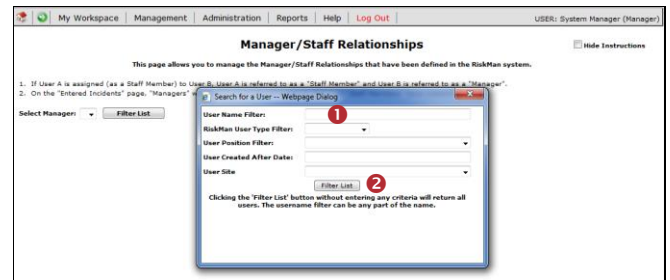 My Workspace | Management | Administration | Reports | Help | Log Out | USER: System Manager (Manager)
Manager/Staff Relationships
Hide Instructions
This page allows you to manage the Manager/Staff Relationships that have been defined in the RiskMan system.
1. If User A is assigned (as a Staff Member) to User B, User A is referred to as a "Staff Member" and User B is referred to as a "Manager".
2. On the "Entered Incidents" page, "Managers"
Select Manager: Filter List
Search for a User -- Webpage Dialog
User Name Filter: 1
RiskMan User Type Filter:
User Position Filter:
User Created After Date:
User Site
Filter List 2
Clicking the 'Filter List' button without entering any criteria will return all
users. The username filter can be any part of the name.